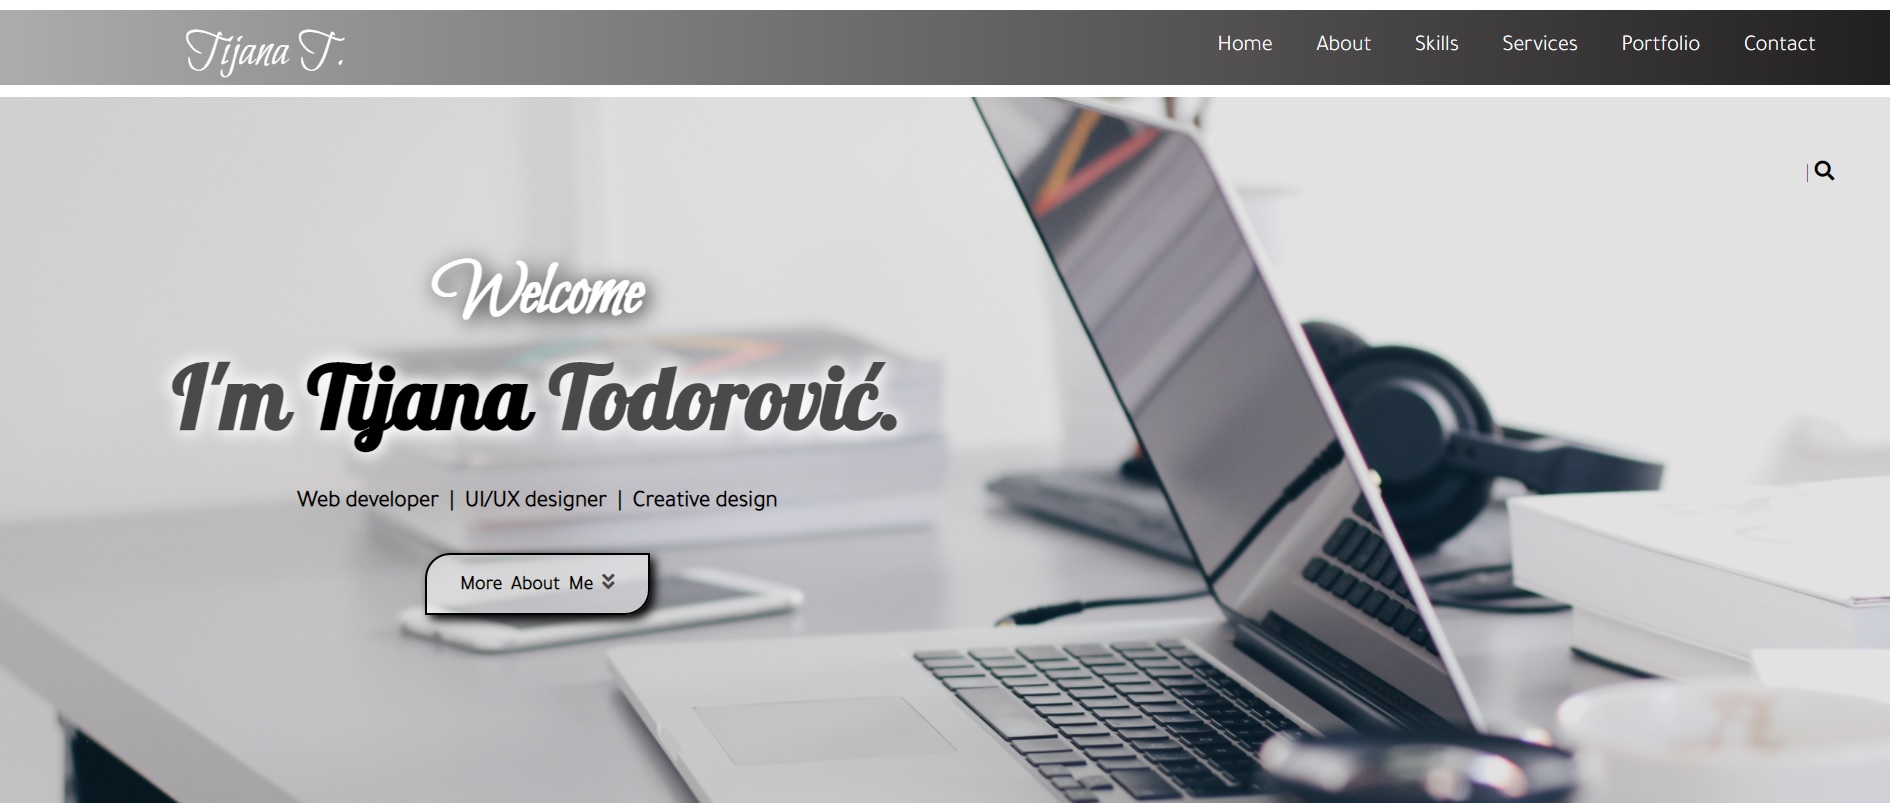 Tijana T.
Home About Skills Services Portfolio Contact
Welcome
I'm Tijana Todorović.
Web developer | UI/UX designer | Creative design
More About Me